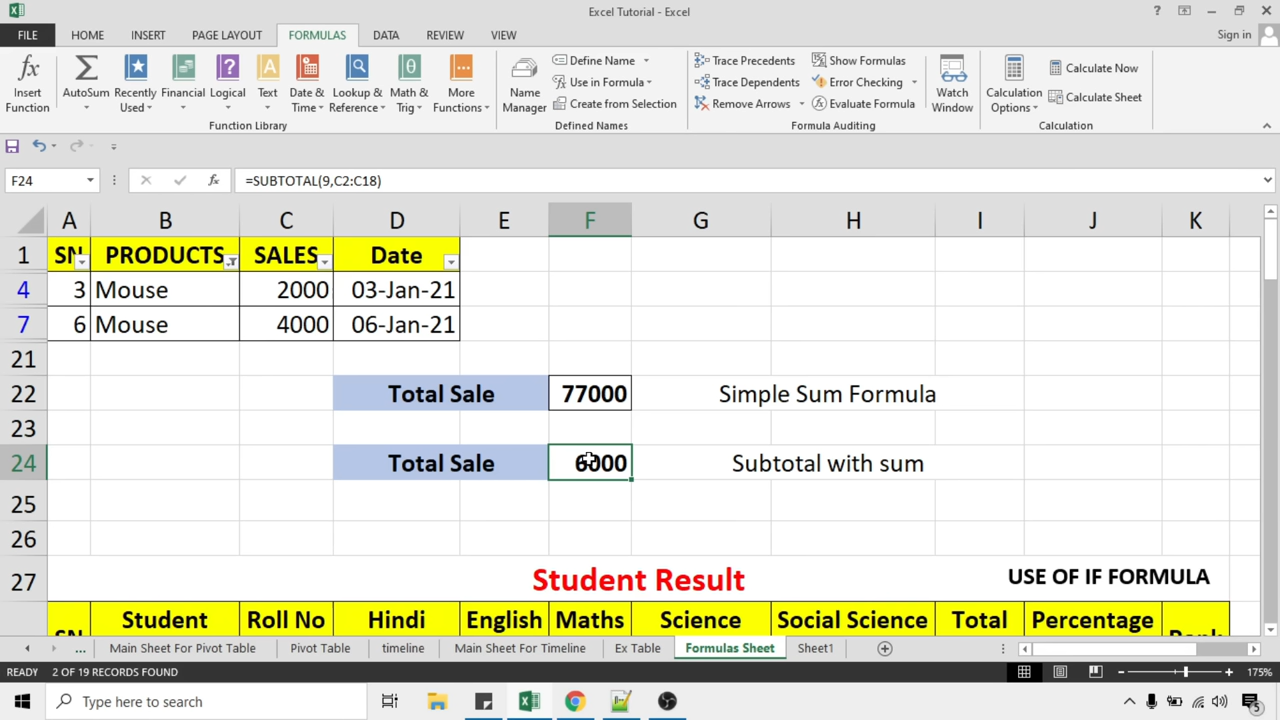 Excel Tutorial - Excel
FILE HOME INSERT PAGE LAYOUT FORMULAS DATA REVIEW VIEW Sign in
Insert Function
AutoSum
Recently Used
Financial
Logical
Text
Date & Time
Lookup & Reference
Math & Trig
More Functions
Function Library
Name Manager
Define Name
Use in Formula
Create from Selection
Defined Names
Trace Precedents
Trace Dependents
Remove Arrows
Show Formulas
Error Checking
Evaluate Formula
Formula Auditing
Watch Window
Calculation Options
Calculate Now
Calculate Sheet
Calculation
F24 fx =SUBTOTAL(9,C2:C18)
A B C D E F G H I J K
1 SN PRODUCTS SALES Date
4 3 Mouse 2000 03-Jan-21
7 6 Mouse 4000 06-Jan-21
21
22 Total Sale 77000 Simple Sum Formula
23
24 Total Sale 6000 Subtotal with sum
25
26
27 Student Result USE OF IF FORMULA
SN Student Roll No Hindi English Maths Science Social Science Total Percentage Rank
... Main Sheet For Pivot Table Pivot Table timeline Main Sheet For Timeline Ex Table Formulas Sheet Sheet1
READY 2 OF 19 RECORDS FOUND 175%
Type here to search 5